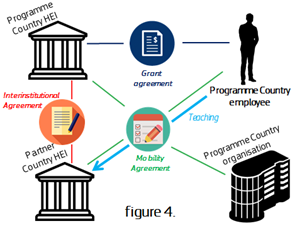 Programme
Country HEI
Grant
agreement
Interinstitutional
Agreement
Programme Country
employee
Teaching
Partner
Country HEI
Mobility
Agreement
Programme Country
organisation
figure 4.